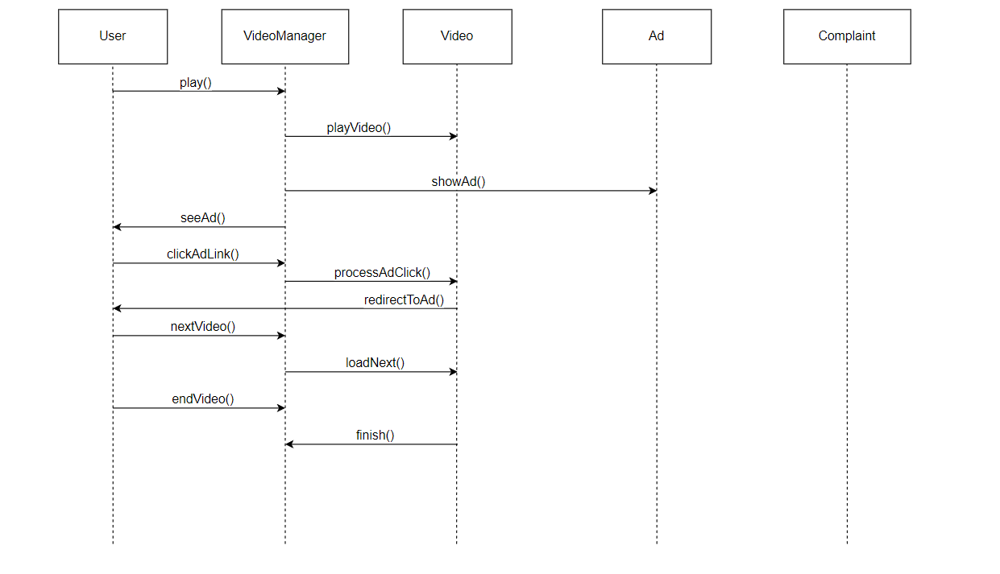 User
VideoManager
Video
Ad
Complaint
play()
playVideo()
showAd()
seeAd()
clickAdLink()
processAdClick()
redirectToAd()
nextVideo()
loadNext()
endVideo()
finish()